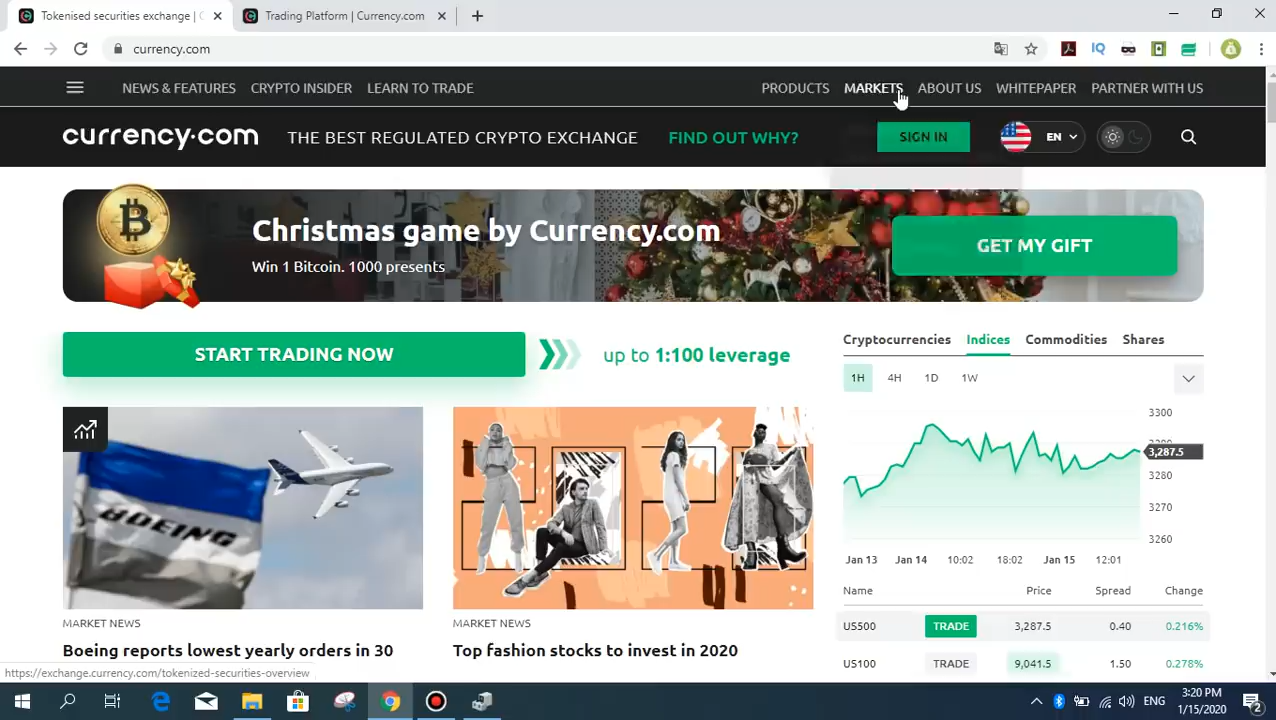 Tokenised securities exchange | C
Trading Platform | Currency.com
currency.com
NEWS & FEATURES CRYPTO INSIDER LEARN TO TRADE PRODUCTS MARKETS ABOUT US WHITEPAPER PARTNER WITH US
currency.com THE BEST REGULATED CRYPTO EXCHANGE FIND OUT WHY? SIGN IN EN
Christmas game by Currency.com
Win 1 Bitcoin. 1000 presents
GET MY GIFT
START TRADING NOW
up to 1:100 leverage
Cryptocurrencies Indices Commodities Shares
1H 4H 1D 1W
3300
3,287.5
3280
3270
3260
Jan 13 Jan 14 10:02 18:02 Jan 15 12:01
Name Price Spread Change
US500 TRADE 3,287.5 0.40 0.216%
US100 TRADE 9,041.5 1.50 0.278%
BOEING
MARKET NEWS
Boeing reports lowest yearly orders in 30
MARKET NEWS
Top fashion stocks to invest in 2020
https://exchange.currency.com/tokenized-securities-overview
ENG
3:20 PM
1/15/2020
2